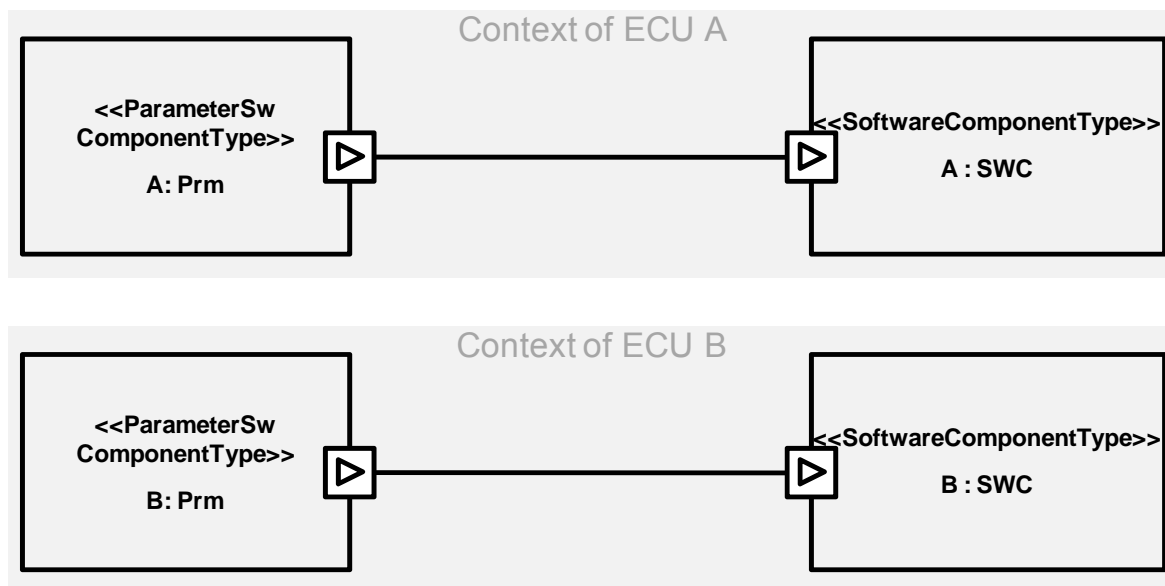 Context of ECU A
<<ParameterSw
ComponentType>>
A: Prm
<<SoftwareComponentType>>
A : SWC
Context of ECU B
<<ParameterSw
ComponentType>>
B: Prm
<<SoftwareComponentType>>
B : SWC